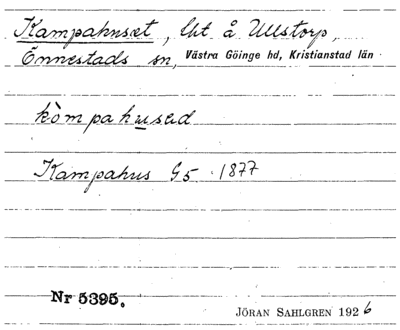 Kampahuset, lht å Ullstorp,
Önnestads sn, Västra Göinge hd, Kristianstad län
kòmpahused
Kampahus G5 1877
Nr 5395.
JÖRAN SAHLGREN 1926